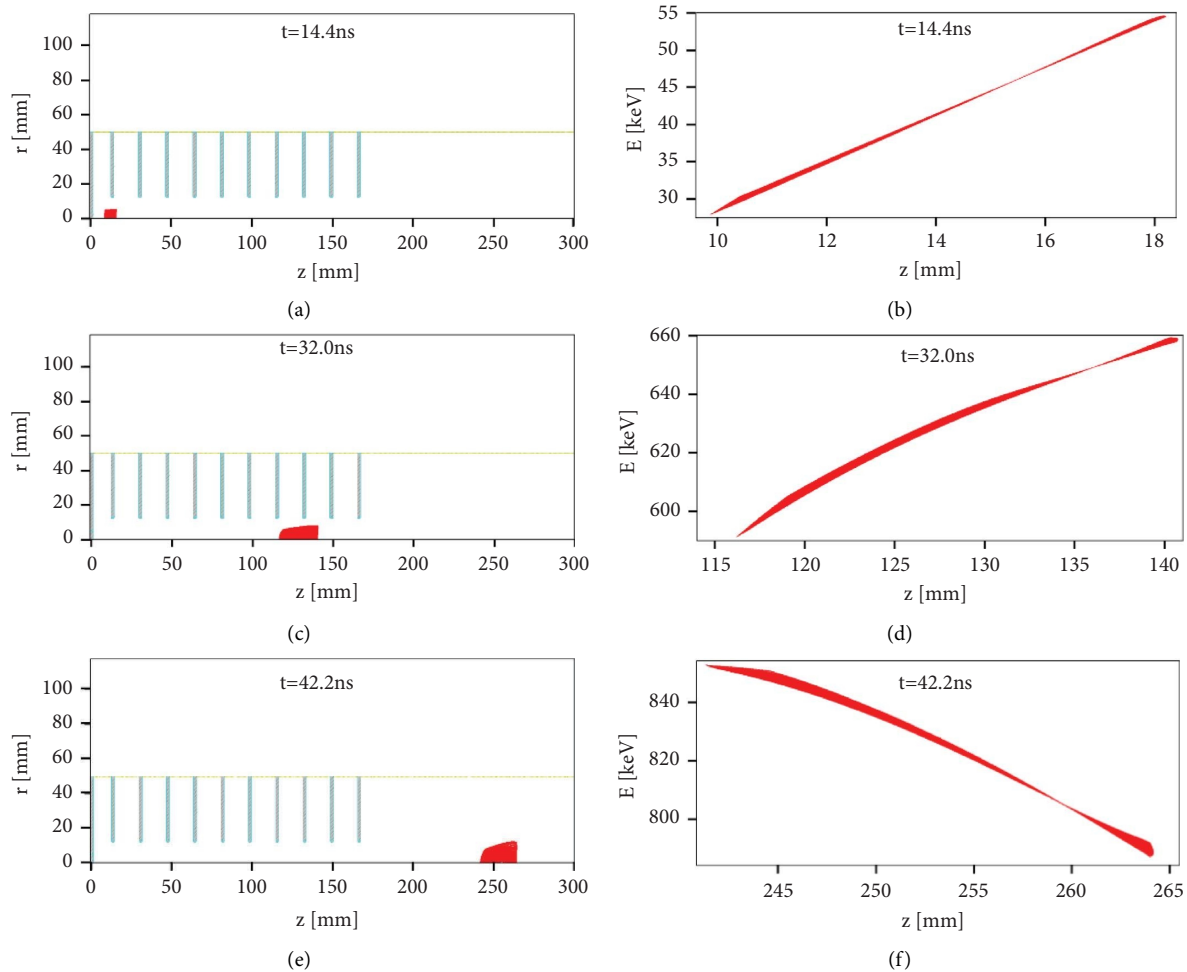 t=14.4ns
r [mm]
100
80
60
40
20
0
0 50 100 150 200 250 300
z [mm]
(a)
t=14.4ns
E [keV]
55
50
45
40
35
30
10 12 14 16 18
z [mm]
(b)
t=32.0ns
r [mm]
100
80
60
40
20
0
0 50 100 150 200 250 300
z [mm]
(c)
t=32.0ns
E [keV]
660
640
620
600
115 120 125 130 135 140
z [mm]
(d)
t=42.2ns
r [mm]
100
80
60
40
20
0
0 50 100 150 200 250 300
z [mm]
(e)
t=42.2ns
E [keV]
840
820
800
245 250 255 260 265
z [mm]
(f)